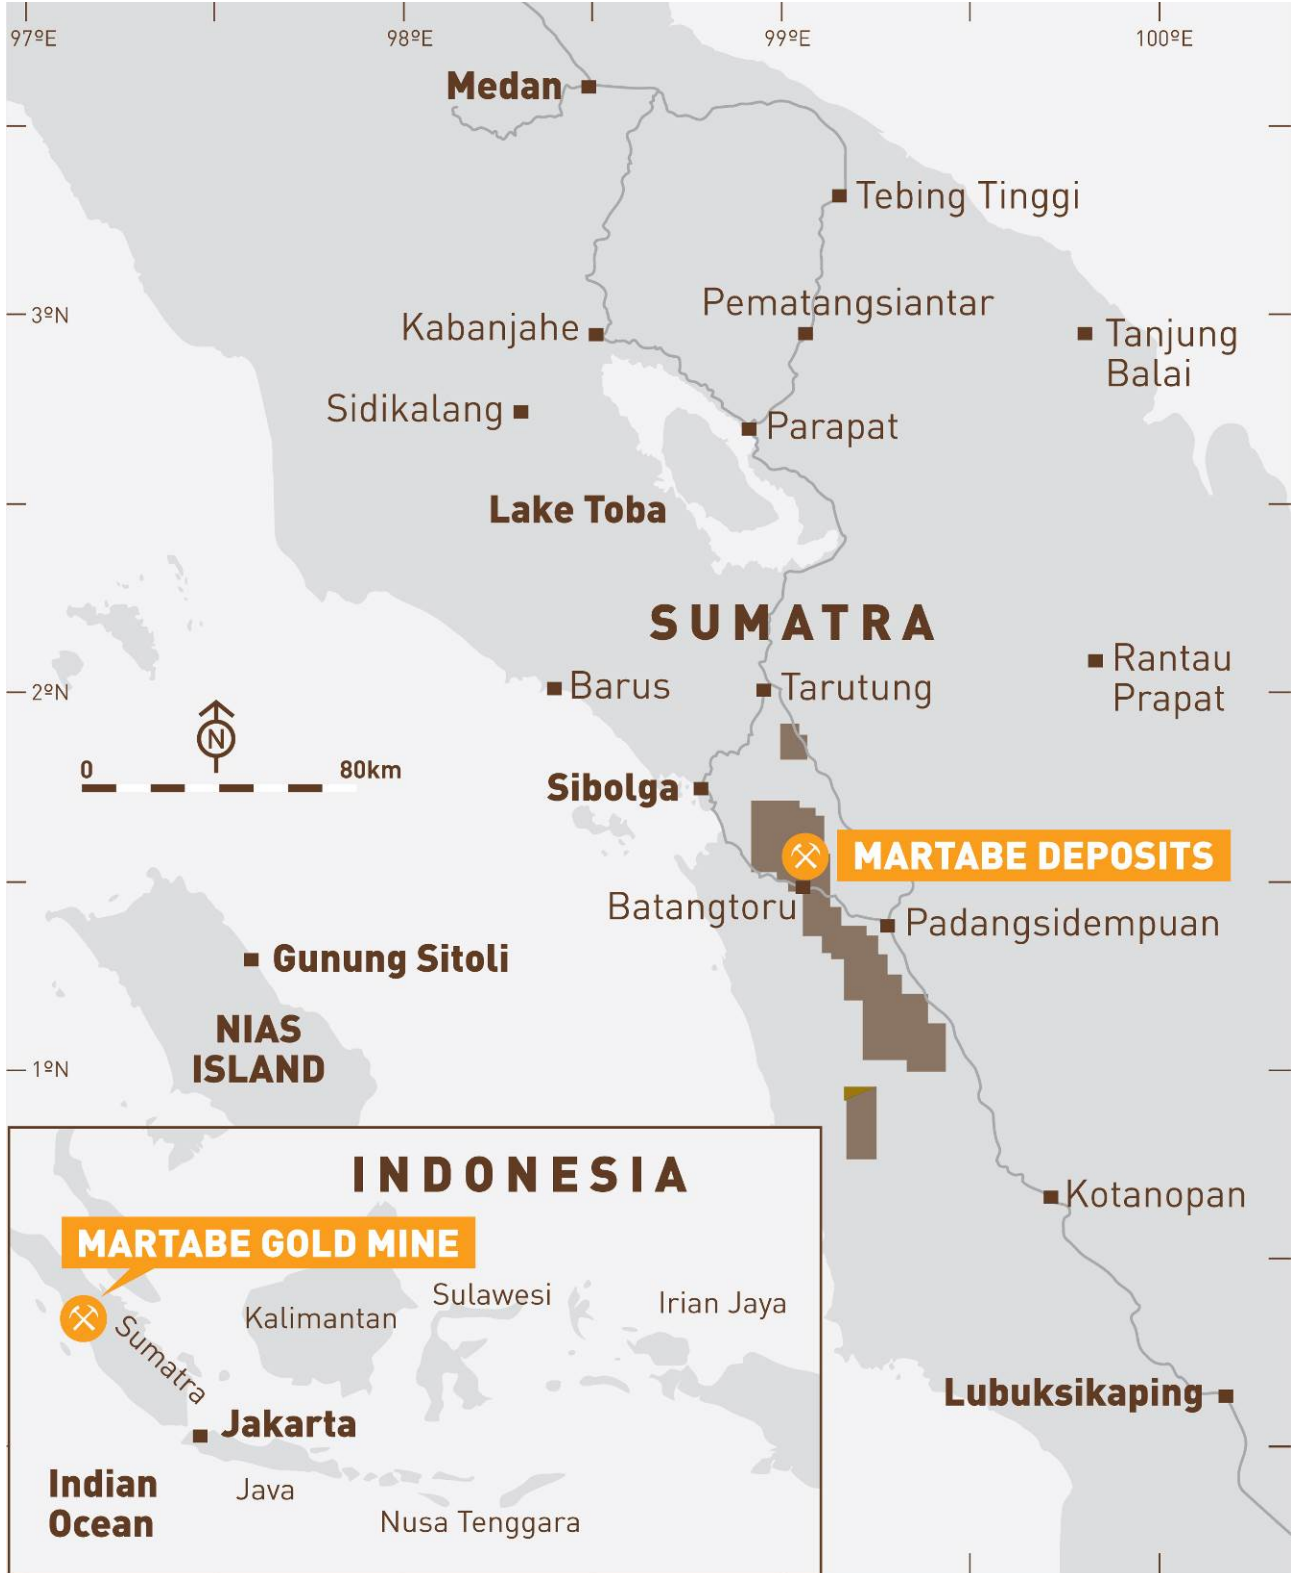 97ºE
98ºE
99ºE
100ºE
Medan
Tebing Tinggi
Pematangsiantar
3ºN
Kabanjahe
Tanjung
Balai
Sidikalang
Parapat
Lake Toba
SUMATRA
Rantau
Prapat
2ºN
Barus
Tarutung
N
0
80km
Sibolga
MARTABE DEPOSITS
Batangtoru
Padangsidempuan
Gunung Sitoli
NIAS
ISLAND
1ºN
INDONESIA
Kotanopan
MARTABE GOLD MINE
Sulawesi
Irian Jaya
Kalimantan
Sumatra
Lubuksikaping
Jakarta
Indian
Ocean
Java
Nusa Tenggara